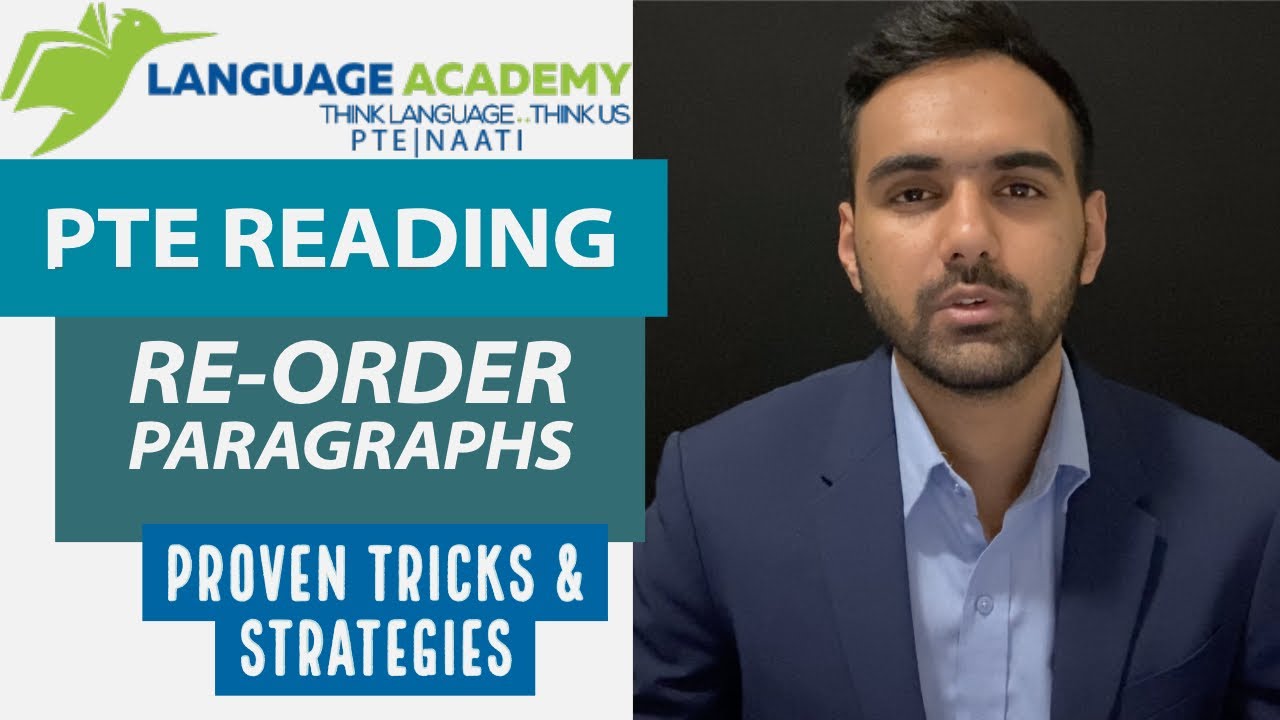 LANGUAGE ACADEMY
THINK LANGUAGE..THINK US
PTE|NAATI
PTE READING
RE-ORDER
PARAGRAPHS
PROVEN TRICKS &
STRATEGIES